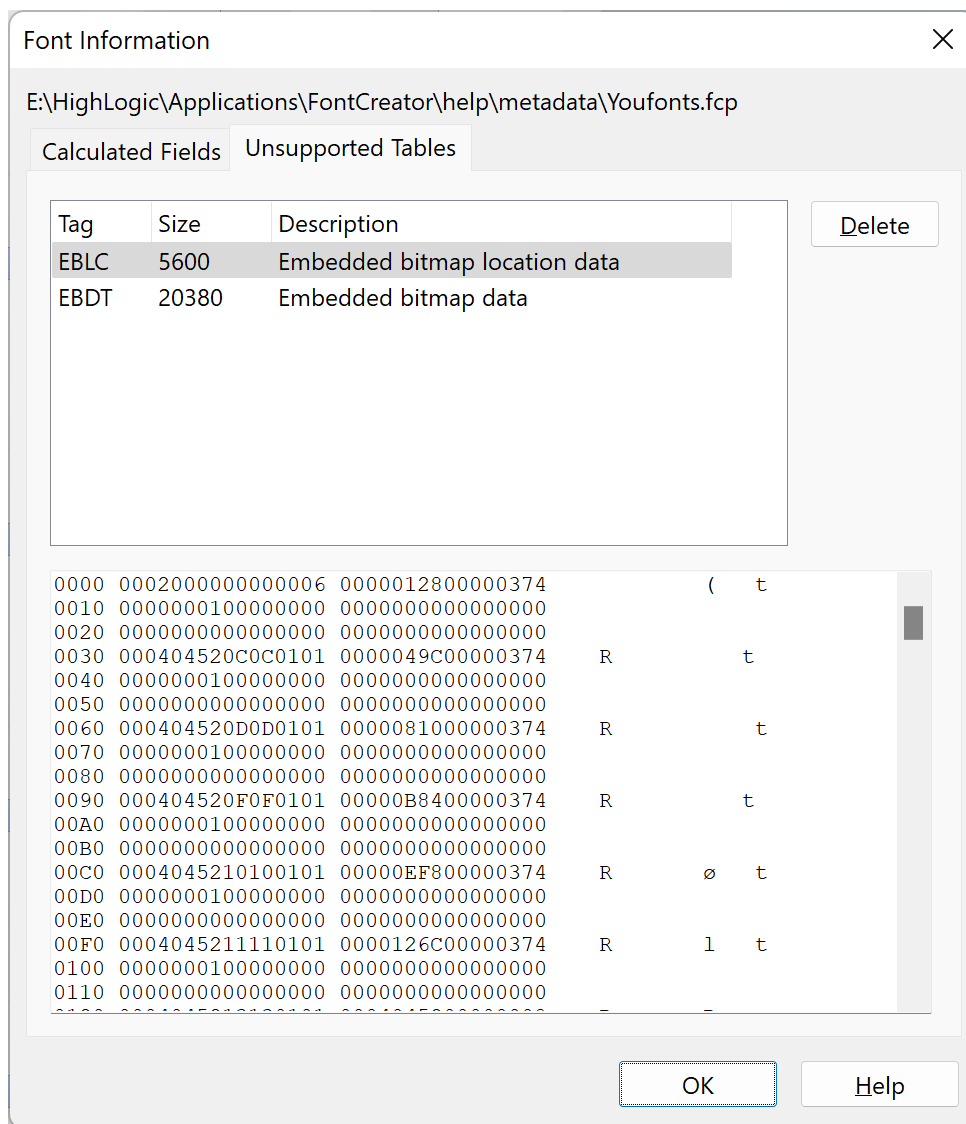 Font Information
E:\HighLogic\Applications\FontCreator\help\metadata\Youfonts.fcp
Calculated Fields Unsupported Tables
Tag Size Description
Delete
EBLC 5600 Embedded bitmap location data
EBDT 20380 Embedded bitmap data
0000 0002000000000006 0000012800000374 ( t
0010 0000000100000000 0000000000000000
0020 0000000000000000 0000000000000000
0030 000404520C0C0101 0000049C00000374 R t
0040 0000000100000000 0000000000000000
0050 0000000000000000 0000000000000000
0060 000404520D0D0101 0000081000000374 R t
0070 0000000100000000 0000000000000000
0080 0000000000000000 0000000000000000
0090 000404520F0F0101 00000B8400000374 R t
00A0 0000000100000000 0000000000000000
00B0 0000000000000000 0000000000000000
00C0 0004045210100101 00000EF800000374 R ø t
00D0 0000000100000000 0000000000000000
00E0 0000000000000000 0000000000000000
00F0 0004045211110101 0000126C00000374 R l t
0100 0000000100000000 0000000000000000
0110 0000000000000000 0000000000000000
OK Help